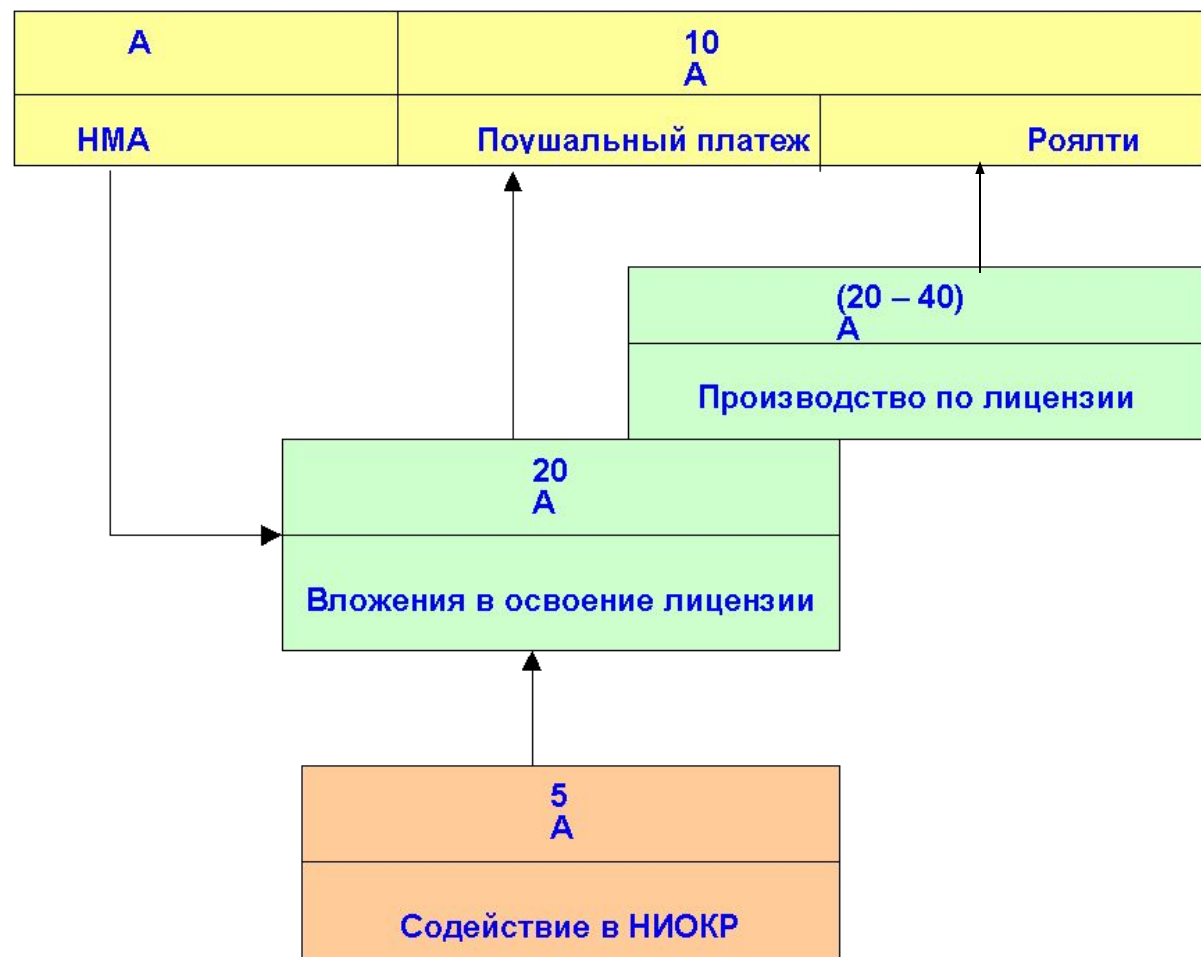 А
10
А
НМА
Поушальный платеж
Роялти
(20 – 40)
А
Производство по лицензии
20
А
Вложения в освоение лицензии
5
А
Содействие в НИОКР